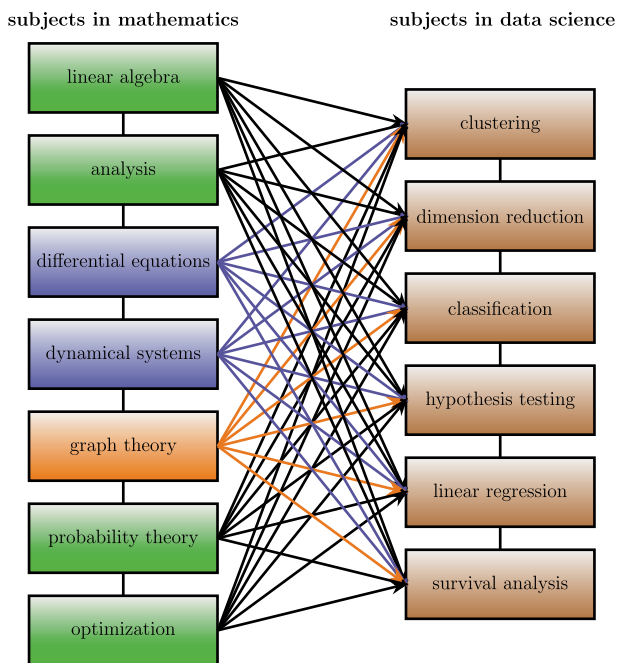 subjects in mathematics
subjects in data science
linear algebra
analysis
differential equations
dynamical systems
graph theory
probability theory
optimization
clustering
dimension reduction
classification
hypothesis testing
linear regression
survival analysis